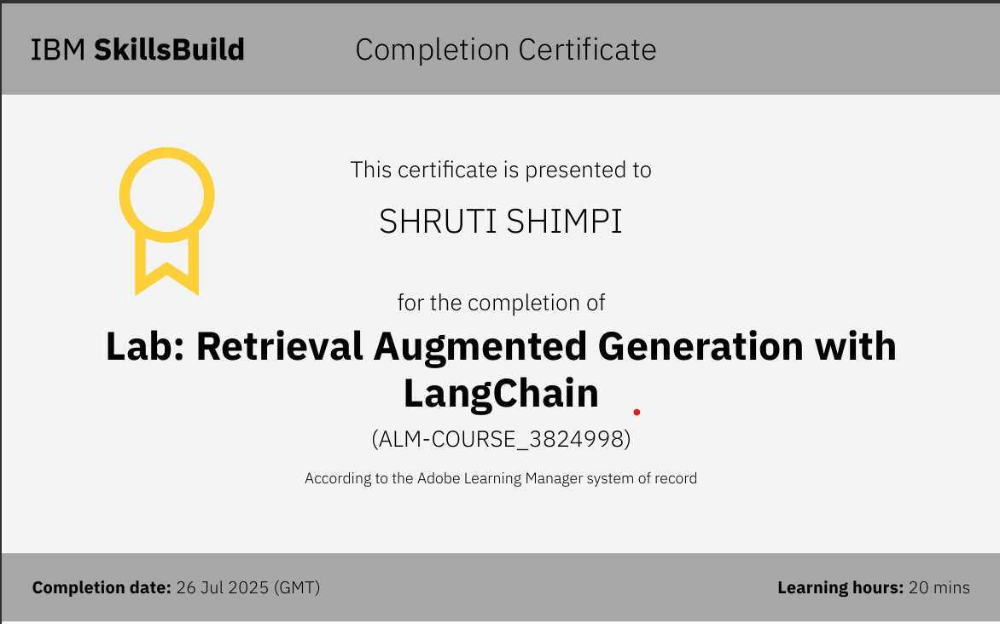 IBM SkillsBuild
Completion Certificate
This certificate is presented to
SHRUTI SHIMPI
for the completion of
Lab: Retrieval Augmented Generation with
LangChain
(ALM-COURSE_3824998)
According to the Adobe Learning Manager system of record
Completion date: 26 Jul 2025 (GMT)
Learning hours: 20 mins